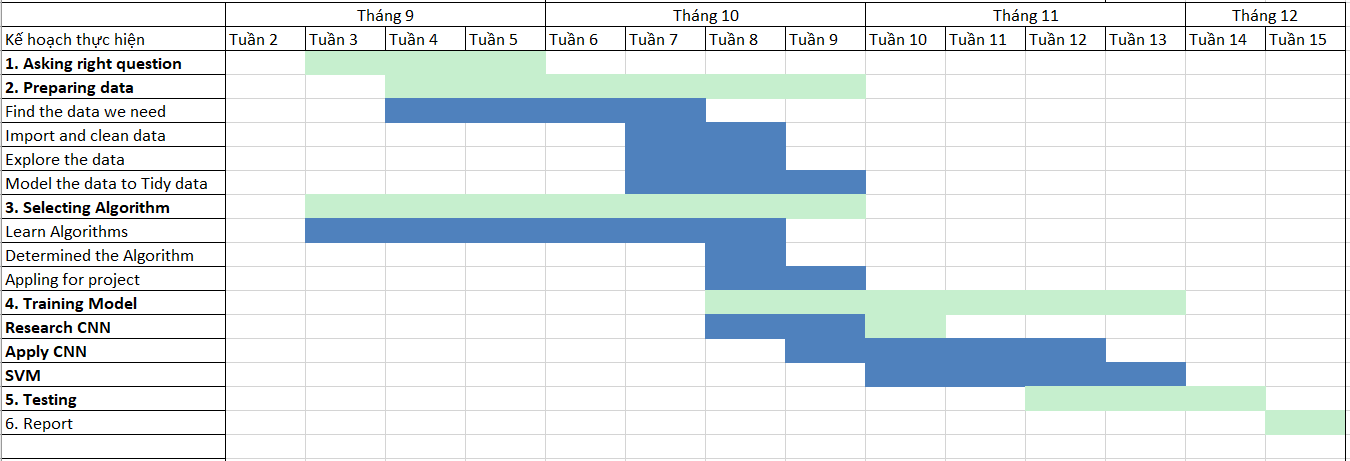 Tháng 9 Tháng 10 Tháng 11 Tháng 12
Kế hoạch thực hiện Tuần 2 Tuần 3 Tuần 4 Tuần 5 Tuần 6 Tuần 7 Tuần 8 Tuần 9 Tuần 10 Tuần 11 Tuần 12 Tuần 13 Tuần 14 Tuần 15
1. Asking right question
2. Preparing data
Find the data we need
Import and clean data
Explore the data
Model the data to Tidy data
3. Selecting Algorithm
Learn Algorithms
Determined the Algorithm
Appling for project
4. Training Model
Research CNN
Apply CNN
SVM
5. Testing
6. Report